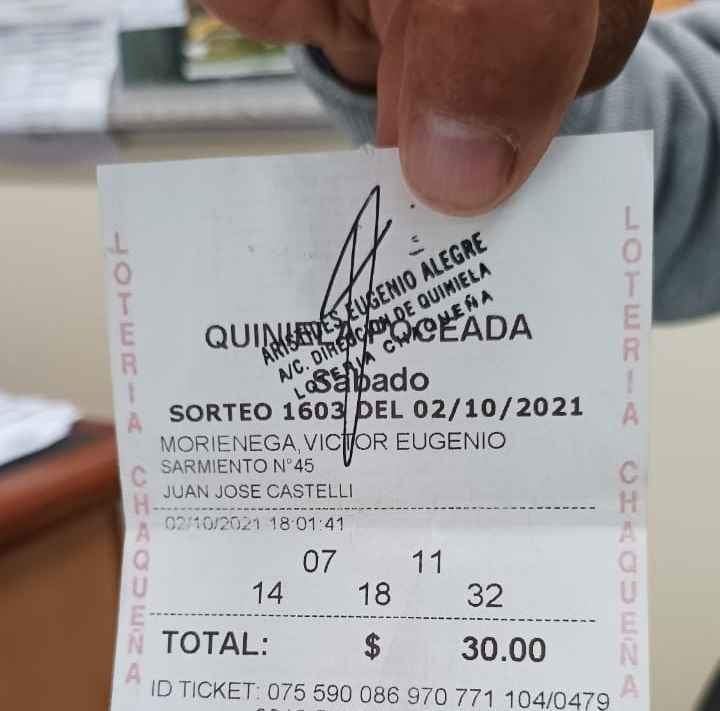 LOTERIA CHAQUEÑA
LOTERIA CHAQUEÑA
ARISTIDES EUGENIO ALEGRE
A/C. DIRECCION DE QUINIELA
LOTERIA CHAQUEÑA
QUINIELA POCEADA
Sábado
SORTEO 1603 DEL 02/10/2021
MORIENEGA,VICTOR EUGENIO
SARMIENTO N°45
JUAN JOSE CASTELLI
02/10/2021 18:01:41
07 11
14 18 32
TOTAL: $ 30.00
ID TICKET: 075 590 086 970 771 104/0479